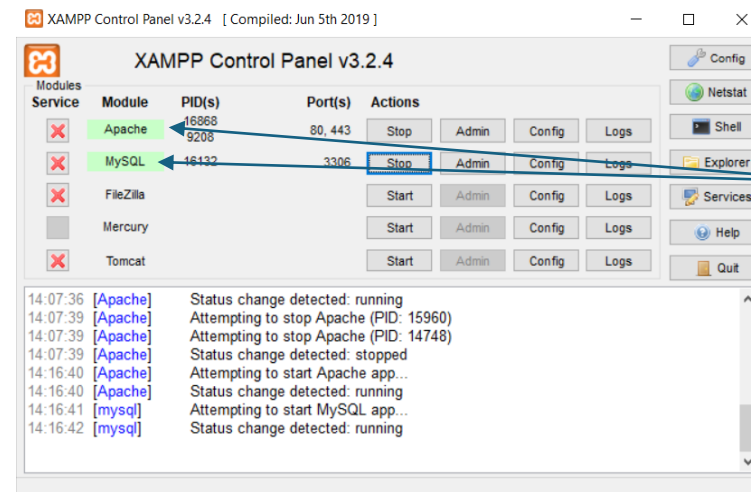 XAMPP Control Panel v3.2.4 [ Compiled: Jun 5th 2019 ]
XAMPP Control Panel v3.2.4
Config
Modules
Service Module PID(s) Port(s) Actions
Netstat
Apache 16868 9208 80, 443 Stop Admin Config Logs
Shell
MySQL 16132 3306 Stop Admin Config Logs
Explorer
FileZilla Start Admin Config Logs
Services
Mercury Start Admin Config Logs
Help
Tomcat Start Admin Config Logs
Quit
14:07:36 [Apache] Status change detected: running
14:07:39 [Apache] Attempting to stop Apache (PID: 15960)
14:07:39 [Apache] Attempting to stop Apache (PID: 14748)
14:07:39 [Apache] Status change detected: stopped
14:16:40 [Apache] Attempting to start Apache app...
14:16:40 [Apache] Status change detected: running
14:16:41 [mysql] Attempting to start MySQL app...
14:16:42 [mysql] Status change detected: running